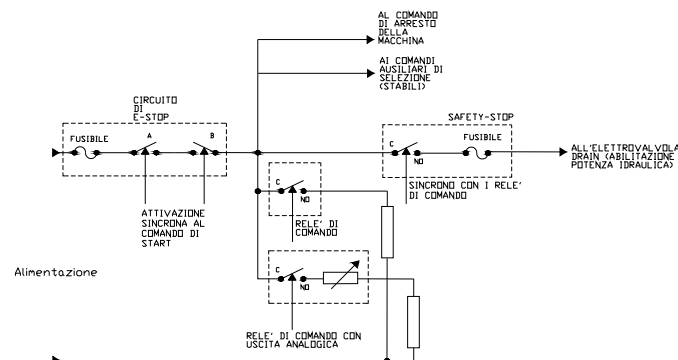 AL COMANDO
DI ARRESTO
DELLA
MACCHINA
AI COMANDI
AUSILIARI DI
SELEZIONE
(STABILI)
CIRCUITO
DI
E-STOP
SAFETY-STOP
FUSIBILE
A
B
C
NO
FUSIBILE
ALL'ELETTROVALVOLA
DRAIN (ABILITAZIONE
POTENZA IDRAULICA)
C
NO
SINCRONO CON I RELE'
DI COMANDO
ATTIVAZIONE
SINCRONA AL
COMANDO DI
START
RELE' DI
COMANDO
Alimentazione
C
NO
RELE' DI COMANDO CON
USCITA ANALOGICA